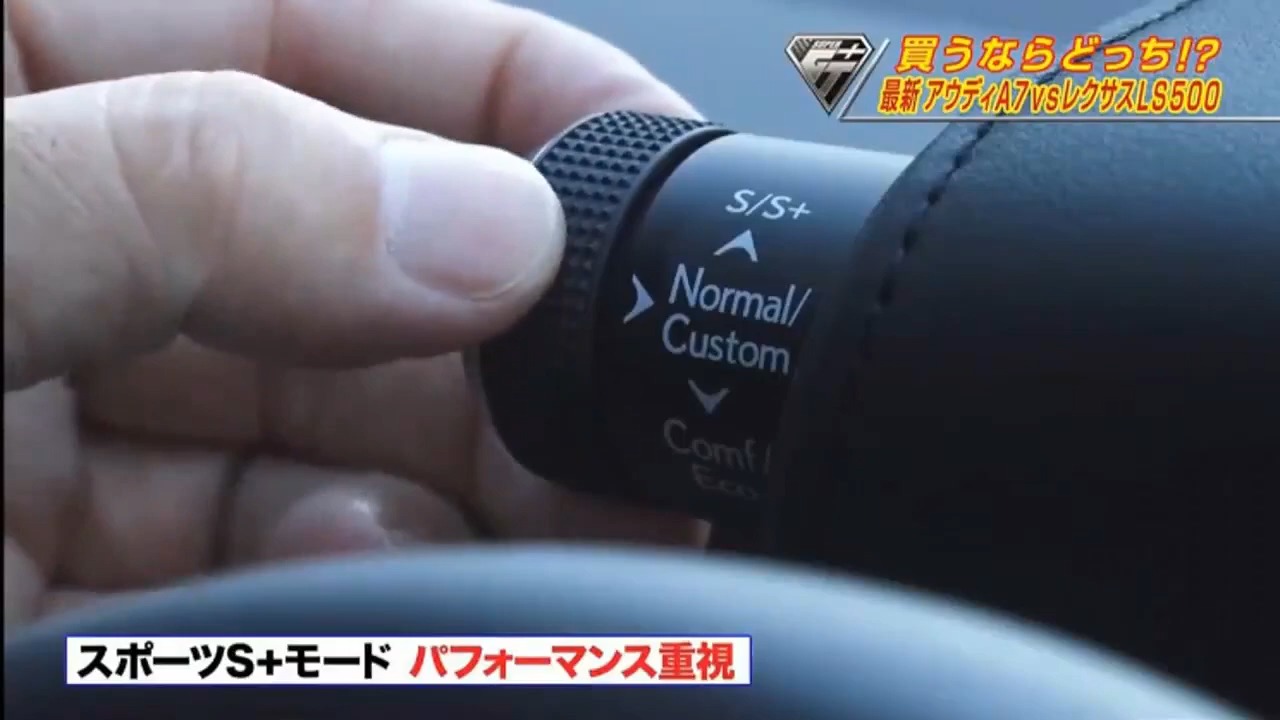 SUPER GT+
買うならどっち!?
最新 アウディA7vsレクサスLS500
S/S+
Normal/
Custom
Comf/
Eco
スポーツS+モード パフォーマンス重視